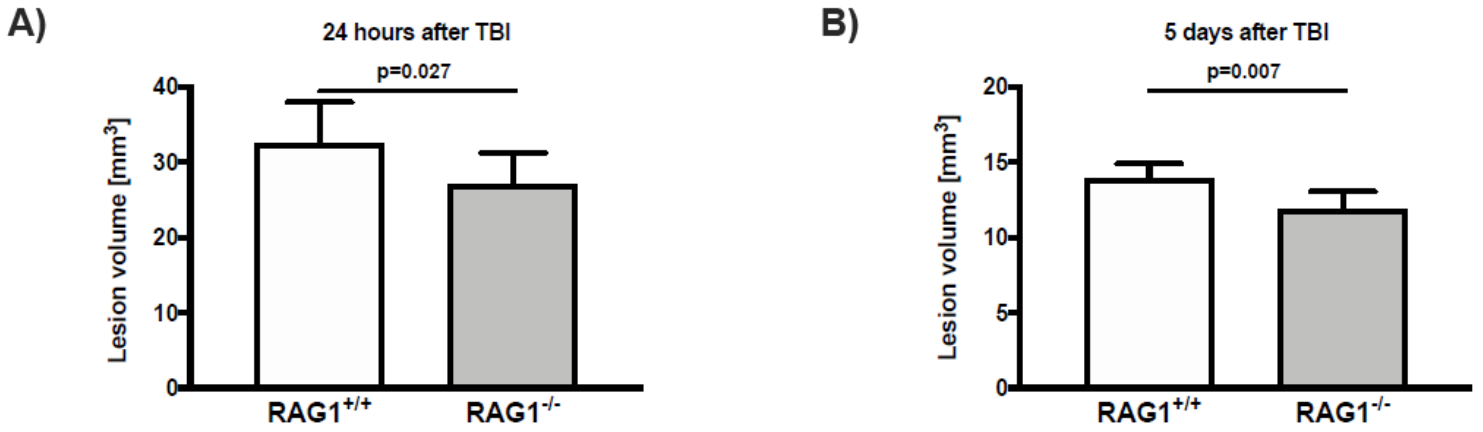 A)
24 hours after TBI
p=0.027
Lesion volume [mm³]
40
30
20
10
0
RAG1⁺/⁺
RAG1⁻/⁻
B)
5 days after TBI
p=0.007
Lesion volume [mm³]
20
15
10
5
0
RAG1⁺/⁺
RAG1⁻/⁻